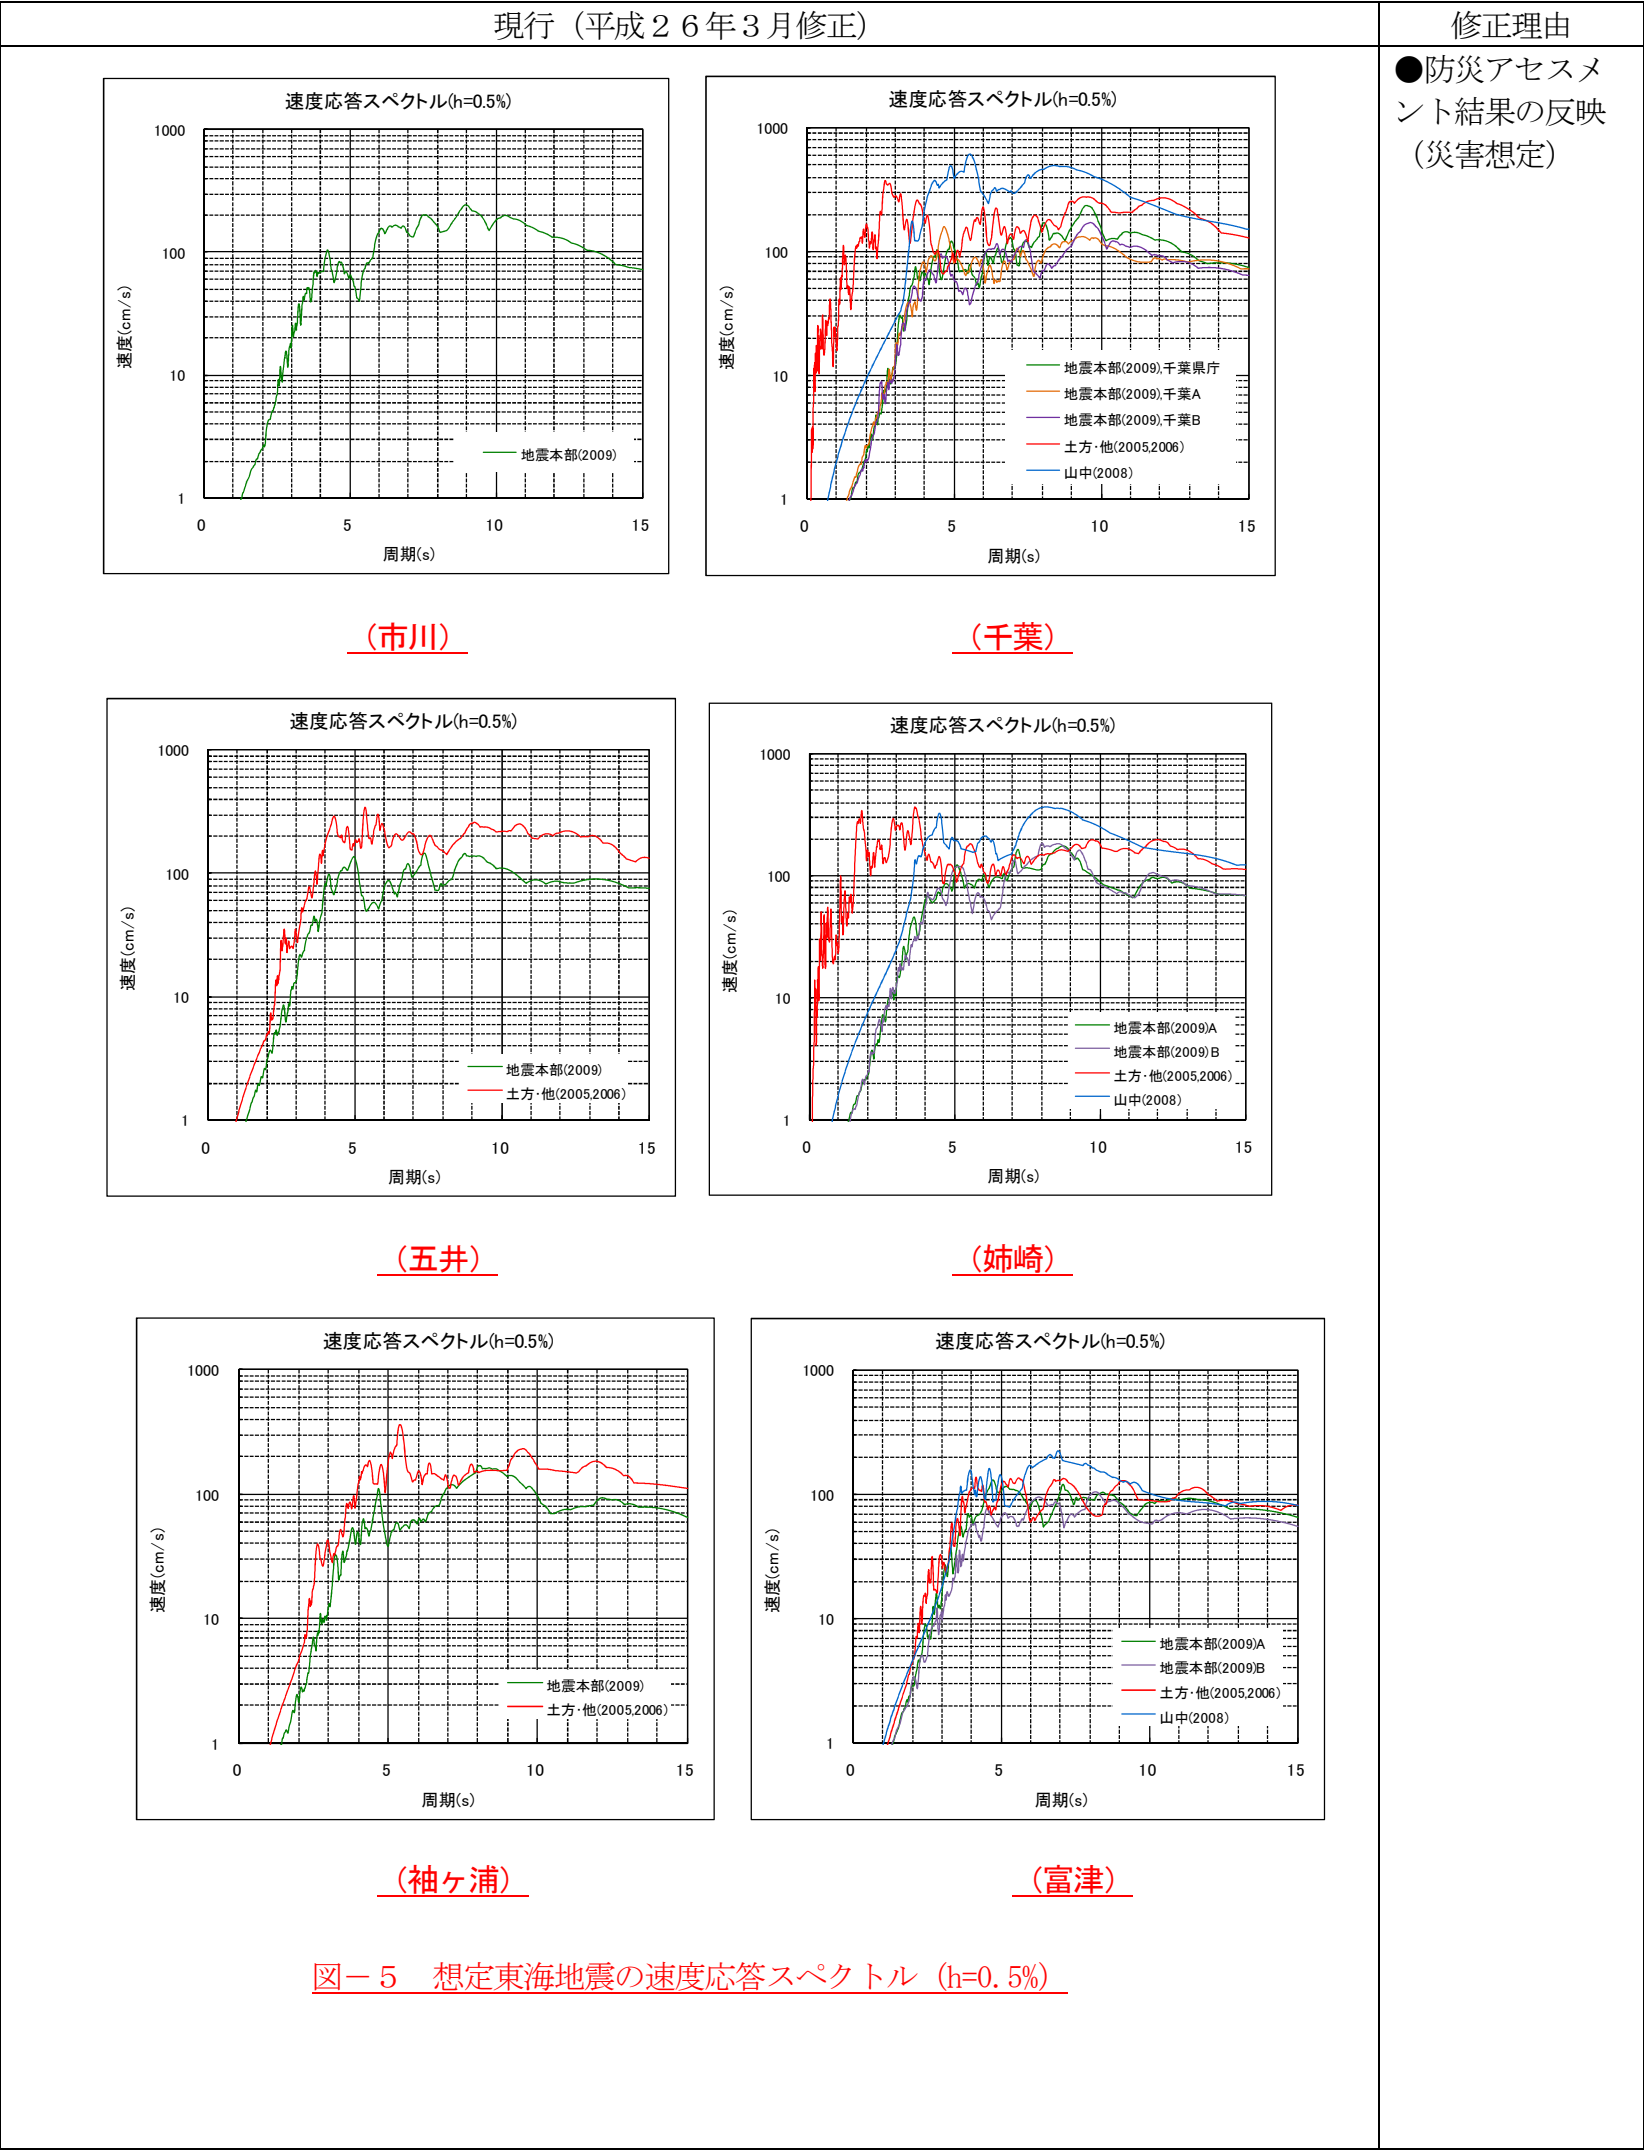 現行（平成２６年３月修正）
修正理由
●防災アセスメ
ント結果の反映
（災害想定）
速度応答スペクトル(h=0.5%)
1000
100
10
1
速度(cm/s)
地震本部(2009)
0 5 10 15
周期(s)
（市川）
速度応答スペクトル(h=0.5%)
1000
100
10
1
速度(cm/s)
地震本部(2009),千葉県庁
地震本部(2009),千葉A
地震本部(2009),千葉B
土方・他(2005,2006)
山中(2008)
0 5 10 15
周期(s)
（千葉）
速度応答スペクトル(h=0.5%)
1000
100
10
1
速度(cm/s)
地震本部(2009)
土方・他(2005,2006)
0 5 10 15
周期(s)
（五井）
速度応答スペクトル(h=0.5%)
1000
100
10
1
速度(cm/s)
地震本部(2009)A
地震本部(2009)B
土方・他(2005,2006)
山中(2008)
0 5 10 15
周期(s)
（姉崎）
速度応答スペクトル(h=0.5%)
1000
100
10
1
速度(cm/s)
地震本部(2009)
土方・他(2005,2006)
0 5 10 15
周期(s)
（袖ヶ浦）
速度応答スペクトル(h=0.5%)
1000
100
10
1
速度(cm/s)
地震本部(2009)A
地震本部(2009)B
土方・他(2005,2006)
山中(2008)
0 5 10 15
周期(s)
（富津）
図－５　想定東海地震の速度応答スペクトル（h=0.5%）